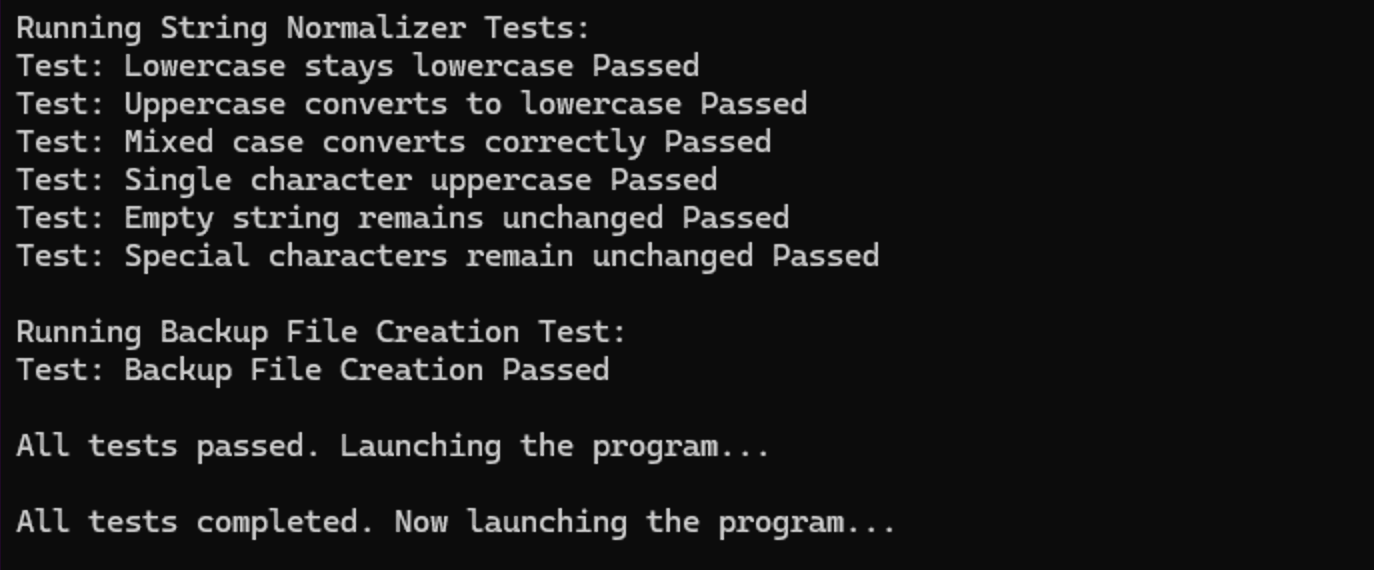 Running String Normalizer Tests:
Test: Lowercase stays lowercase Passed
Test: Uppercase converts to lowercase Passed
Test: Mixed case converts correctly Passed
Test: Single character uppercase Passed
Test: Empty string remains unchanged Passed
Test: Special characters remain unchanged Passed
Running Backup File Creation Test:
Test: Backup File Creation Passed
All tests passed. Launching the program...
All tests completed. Now launching the program...